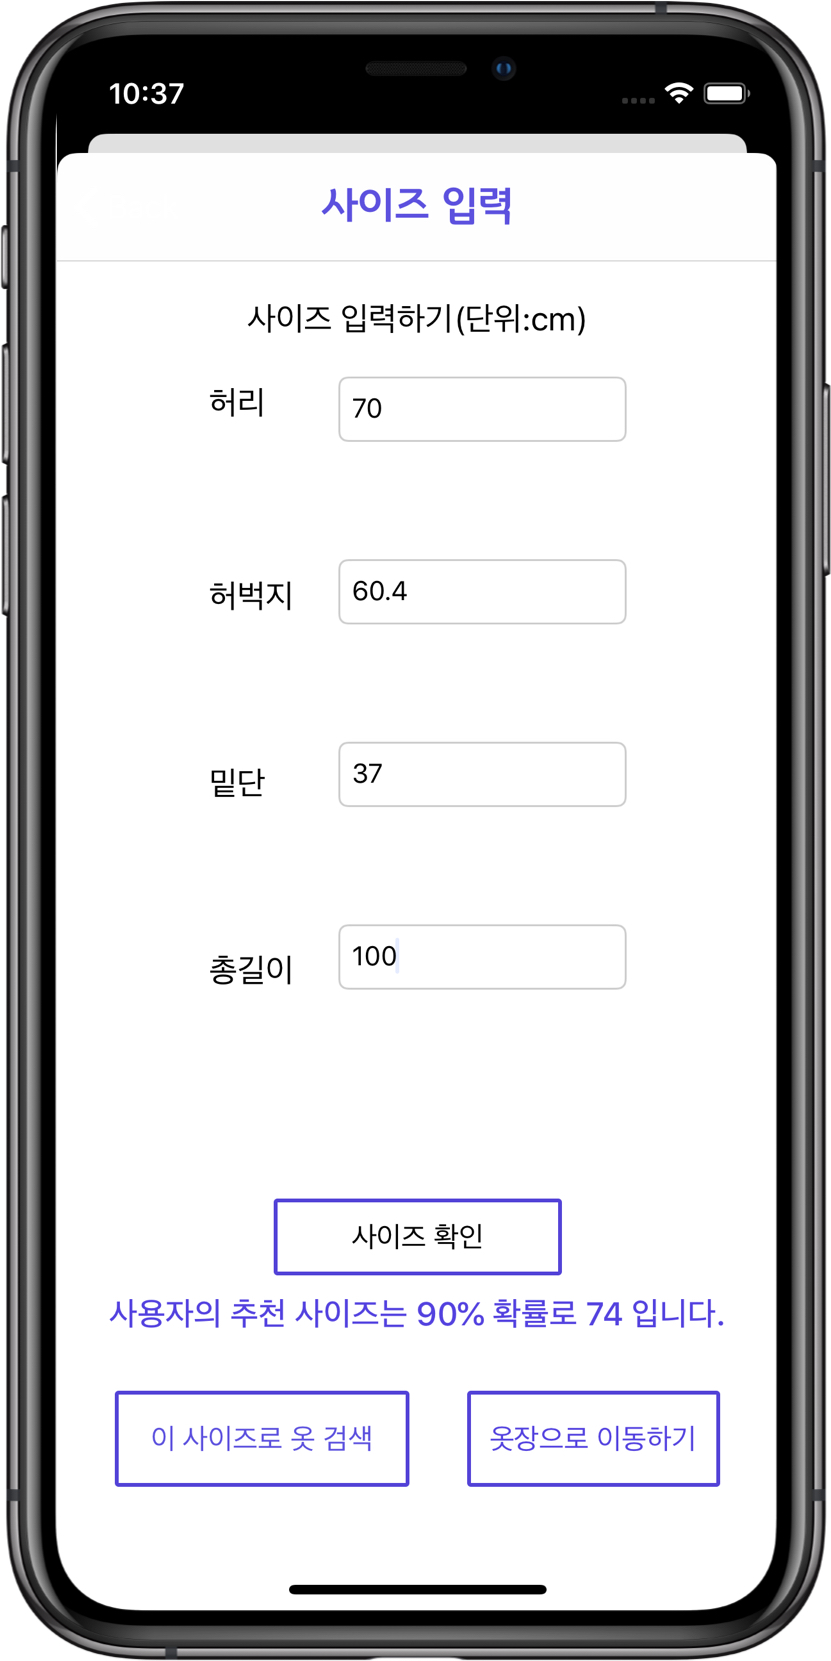 10:37
사이즈 입력
사이즈 입력하기(단위:cm)
허리 70
허벅지 60.4
밑단 37
총길이 100
사이즈 확인
사용자의 추천 사이즈는 90% 확률로 74 입니다.
이 사이즈로 옷 검색 옷장으로 이동하기